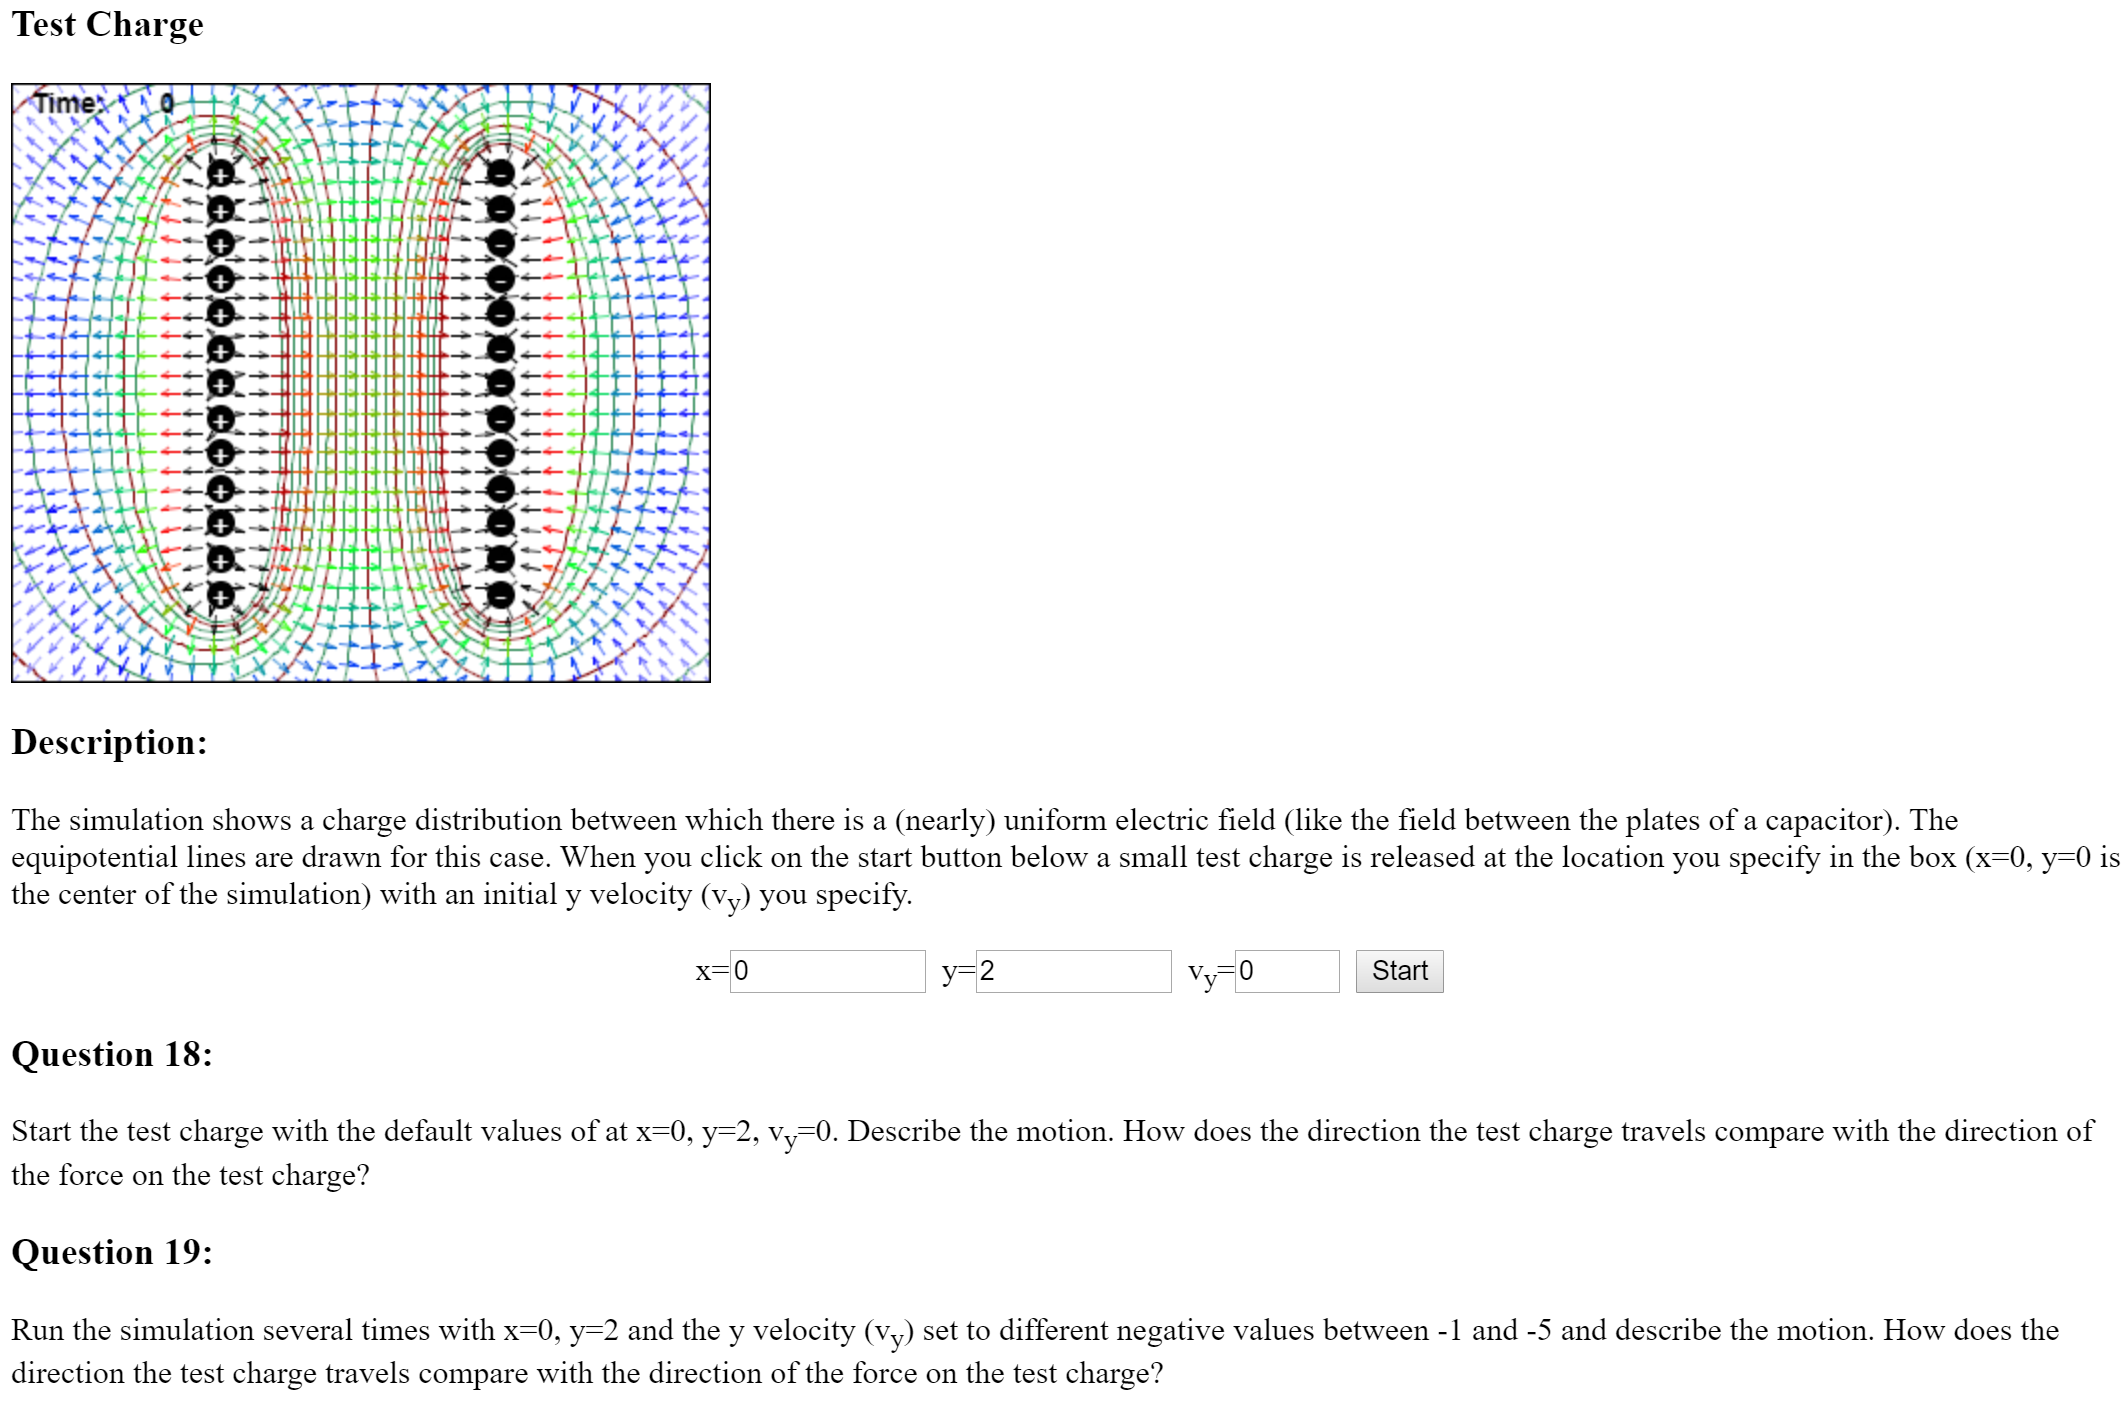 Test Charge
Time: 0
Description:
The simulation shows a charge distribution between which there is a (nearly) uniform electric field (like the field between the plates of a capacitor). The
equipotential lines are drawn for this case. When you click on the start button below a small test charge is released at the location you specify in the box (x=0, y=0 is
the center of the simulation) with an initial y velocity (vy) you specify.
x=0 y=2 vy=0 Start
Question 18:
Start the test charge with the default values of at x=0, y=2, vy=0. Describe the motion. How does the direction the test charge travels compare with the direction of
the force on the test charge?
Question 19:
Run the simulation several times with x=0, y=2 and the y velocity (vy) set to different negative values between -1 and -5 and describe the motion. How does the
direction the test charge travels compare with the direction of the force on the test charge?